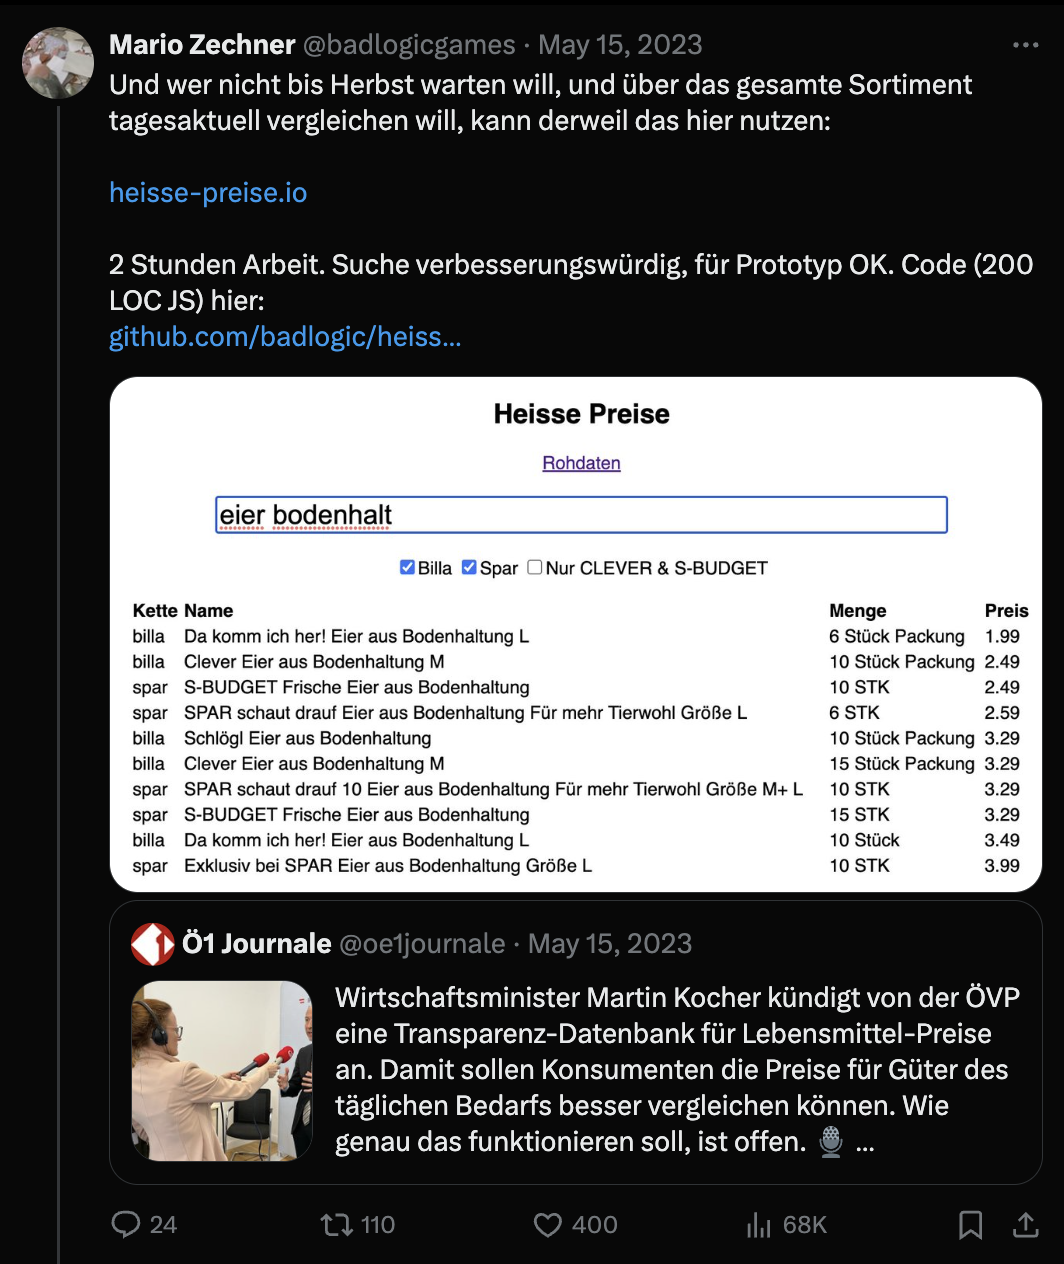 Mario Zechner @badlogicgames · May 15, 2023
Und wer nicht bis Herbst warten will, und über das gesamte Sortiment
tagesaktuell vergleichen will, kann derweil das hier nutzen:
heisse-preise.io
2 Stunden Arbeit. Suche verbesserungswürdig, für Prototyp OK. Code (200
LOC JS) hier:
github.com/badlogic/heiss...
Heisse Preise
Rohdaten
eier bodenhalt
Billa Spar Nur CLEVER & S-BUDGET
Kette Name Menge Preis
billa Da komm ich her! Eier aus Bodenhaltung L 6 Stück Packung 1.99
billa Clever Eier aus Bodenhaltung M 10 Stück Packung 2.49
spar S-BUDGET Frische Eier aus Bodenhaltung 10 STK 2.49
spar SPAR schaut drauf Eier aus Bodenhaltung Für mehr Tierwohl Größe L 6 STK 2.59
billa Schlögl Eier aus Bodenhaltung 10 Stück Packung 3.29
billa Clever Eier aus Bodenhaltung M 15 Stück Packung 3.29
spar SPAR schaut drauf 10 Eier aus Bodenhaltung Für mehr Tierwohl Größe M+ L 10 STK 3.29
spar S-BUDGET Frische Eier aus Bodenhaltung 15 STK 3.29
billa Da komm ich her! Eier aus Bodenhaltung L 10 Stück 3.49
spar Exklusiv bei SPAR Eier aus Bodenhaltung Größe L 10 STK 3.99
Ö1 Journale @oe1journale · May 15, 2023
Wirtschaftsminister Martin Kocher kündigt von der ÖVP
eine Transparenz-Datenbank für Lebensmittel-Preise
an. Damit sollen Konsumenten die Preise für Güter des
täglichen Bedarfs besser vergleichen können. Wie
genau das funktionieren soll, ist offen. 🎙️ ...
24 110 400 68K